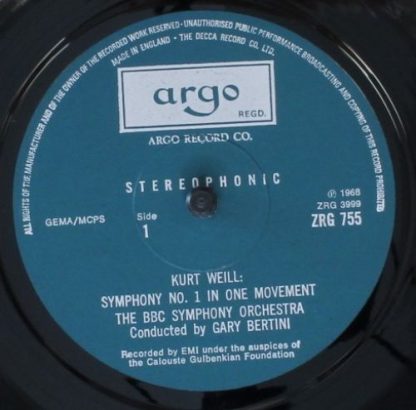 ALL RIGHTS OF THE MANUFACTURER AND OF THE OWNER OF THE RECORDED WORK RESERVED · UNAUTHORISED PUBLIC PERFORMANCE BROADCASTING AND COPYING OF THIS RECORD PROHIBITED
MADE IN ENGLAND · THE DECCA RECORD CO. LTD.
argo
REGD.
ARGO RECORD CO.
STEREOPHONIC
GEMA/MCPS
Side
1
℗ 1968
ZRG 3999
ZRG 755
KURT WEILL:
SYMPHONY NO. 1 IN ONE MOVEMENT
THE BBC SYMPHONY ORCHESTRA
Conducted by GARY BERTINI
Recorded by EMI under the auspices of
the Calouste Gulbenkian Foundation